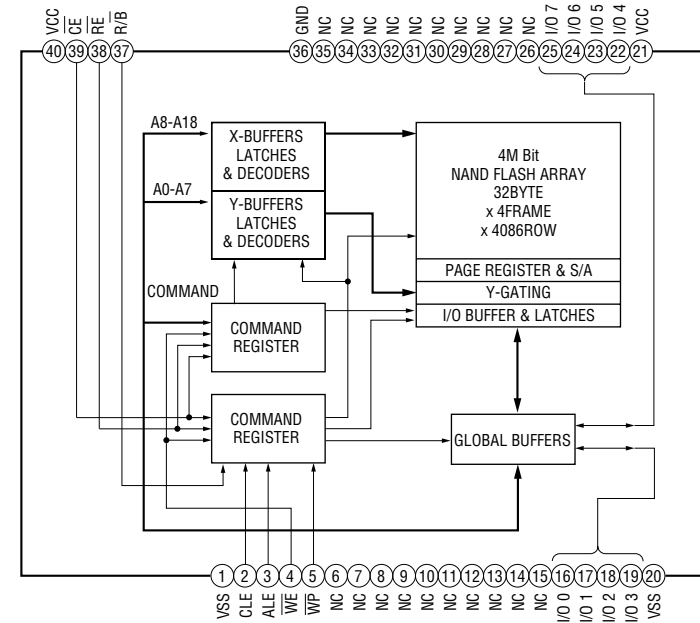 VCC
CE
RE
R/B
GND
NC
NC
NC
NC
NC
NC
NC
NC
NC
NC
I/O 7
I/O 6
I/O 5
I/O 4
VCC
40 39 38 37 36 35 34 33 32 31 30 29 28 27 26 25 24 23 22 21
A8-A18
X-BUFFERS
LATCHES
& DECODERS
A0-A7
Y-BUFFERS
LATCHES
& DECODERS
4M Bit
NAND FLASH ARRAY
32BYTE
x 4FRAME
x 4086ROW
PAGE REGISTER & S/A
Y-GATING
I/O BUFFER & LATCHES
COMMAND
COMMAND
REGISTER
COMMAND
REGISTER
GLOBAL BUFFERS
1 2 3 4 5 6 7 8 9 10 11 12 13 14 15 16 17 18 19 20
VSS
CLE
ALE
WE
WP
NC
NC
NC
NC
NC
NC
NC
NC
NC
NC
I/O 0
I/O 1
I/O 2
I/O 3
VSS